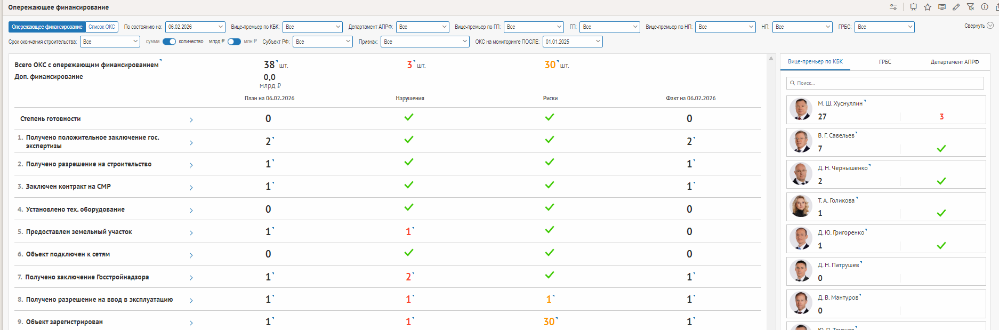 Опережающее финансирование
Опережающее финансирование Список ОКС По состоянию на: 06.02.2026 Вице-премьер по КБК: Все Департамент АПРФ: Все Вице-премьер по ГП: Все ГП: Все Вице-премьер по НП: Все НП: Все ГРБС: Все Свернуть
Срок окончания строительства: Все сумма количество млрд ₽ млн ₽ Субъект РФ: Все Признак: Все ОКС на мониторинге ПОСЛЕ: 01.01.2025
Всего ОКС с опережающим финансированием 38 шт. 3 шт. 30 шт.
Доп. финансирование 0,0
млрд ₽
План на 06.02.2026 Нарушения Риски Факт на 06.02.2026
Степень готовности 0 0
1. Получено положительное заключение гос.
экспертизы 2 2
2. Получено разрешение на строительство 1 1
3. Заключен контракт на СМР 1 1
4. Установлено тех. оборудование 0 0
5. Предоставлен земельный участок 1 1 0
6. Объект подключен к сетям 0 0
7. Получено заключение Госстройнадзора 1 2 1
8. Получено разрешение на ввод в эксплуатацию 1 1 1 1
9. Объект зарегистрирован 1 1 30 1
Вице-премьер по КБК ГРБС Департамент АПРФ
Поиск...
М. Ш. Хуснуллин
27 3
В. Г. Савельев
7
Д. Н. Чернышенко
2
Т. А. Голикова
1
Д. Ю. Григоренко
1
Д. Н. Патрушев
0
Д. В. Мантуров
0
Ю. П. Трутнев